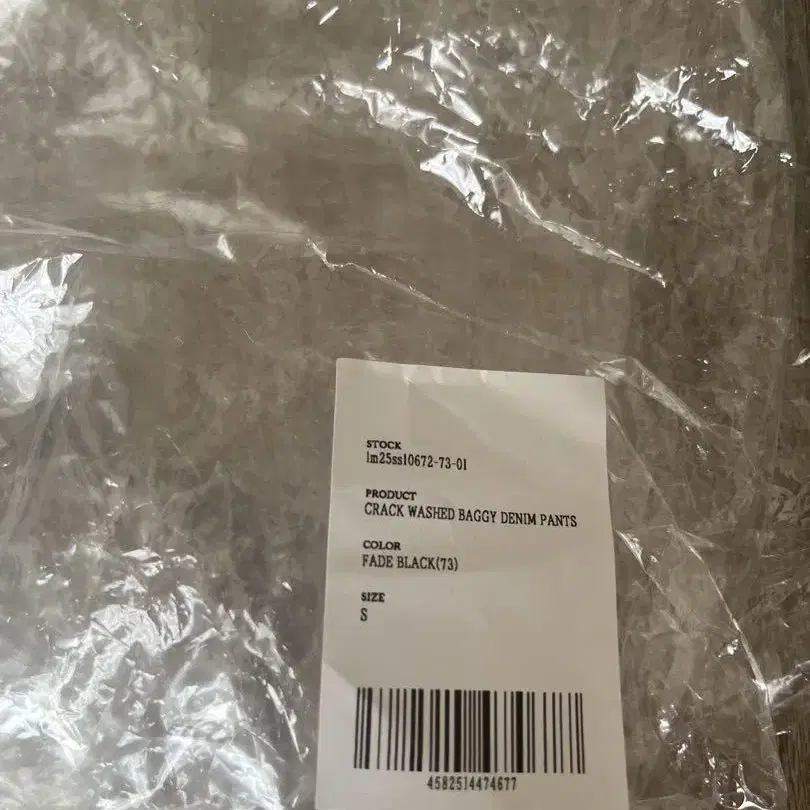 STOCK
lm25ss10672-73-01
PRODUCT
CRACK WASHED BAGGY DENIM PANTS
COLOR
FADE BLACK(73)
SIZE
S
4582514474677